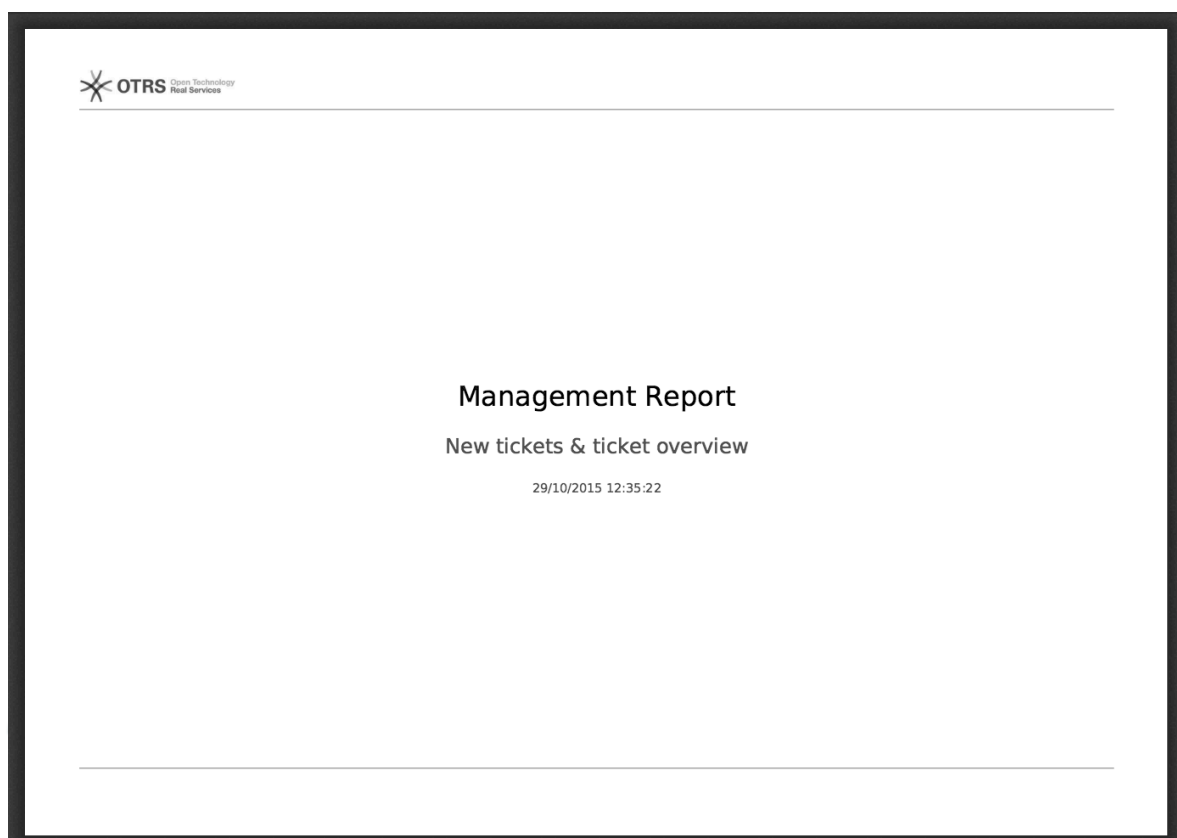 OTRS Open Technology
Real Services
Management Report
New tickets & ticket overview
29/10/2015 12:35:22